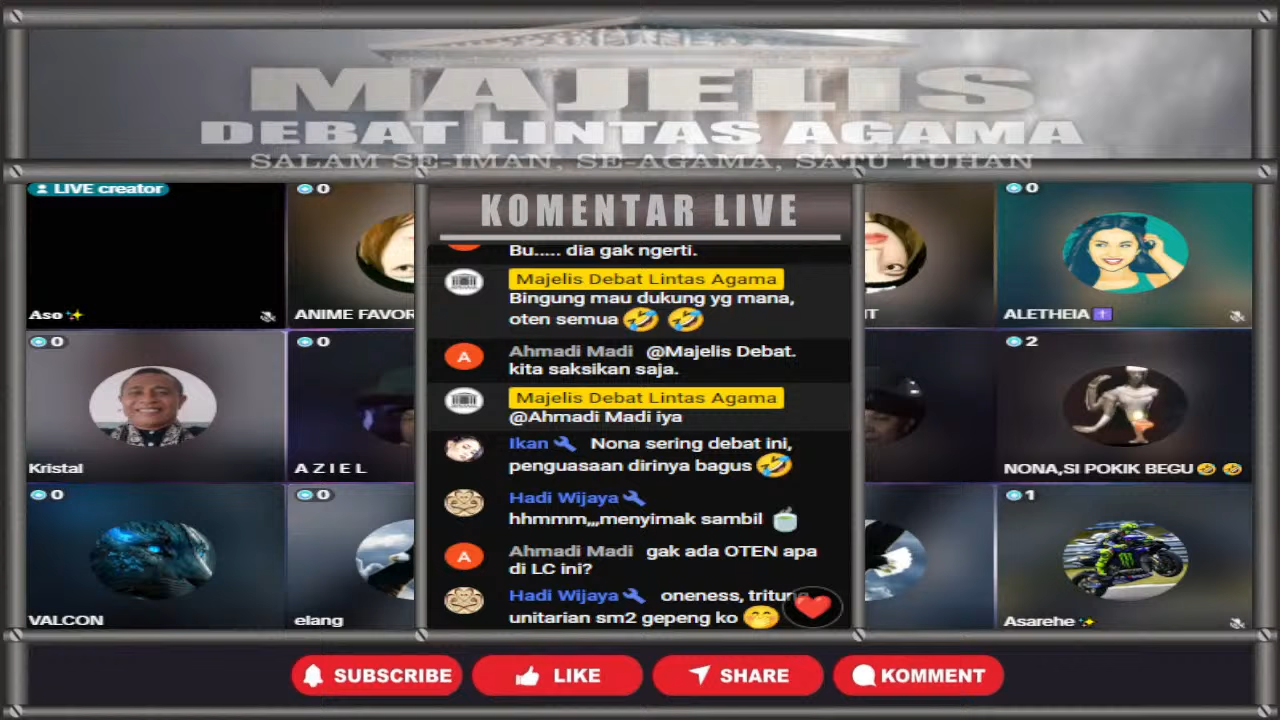 MAJELIS
DEBAT LINTAS AGAMA
SALAM SE-IMAN, SE-AGAMA, SATU TUHAN
LIVE creator
0
0
KOMENTAR LIVE
Aso
ANIME FAVOR
ALETHEIA
Bu..... dia gak ngerti.
Majelis Debat Lintas Agama
Bingung mau dukung yg mana,
oten semua 🤣 🤣
Ahmadi Madi @Majelis Debat.
kita saksikan saja.
Majelis Debat Lintas Agama
@Ahmadi Madi iya
Ikan Nona sering debat ini,
penguasaan dirinya bagus 🤣
Hadi Wijaya
hhmmm,,,menyimak sambil 🍵
Ahmadi Madi gak ada OTEN apa
di LC ini?
Hadi Wijaya oneness, tritung
unitarian sm2 gepeng ko 🤭
0
0
2
Kristal
A Z I E L
NONA,SI POKIK BEGU 🤣 🤣
0
0
1
VALCON
elang
Asarehe
SUBSCRIBE
LIKE
SHARE
KOMMENT